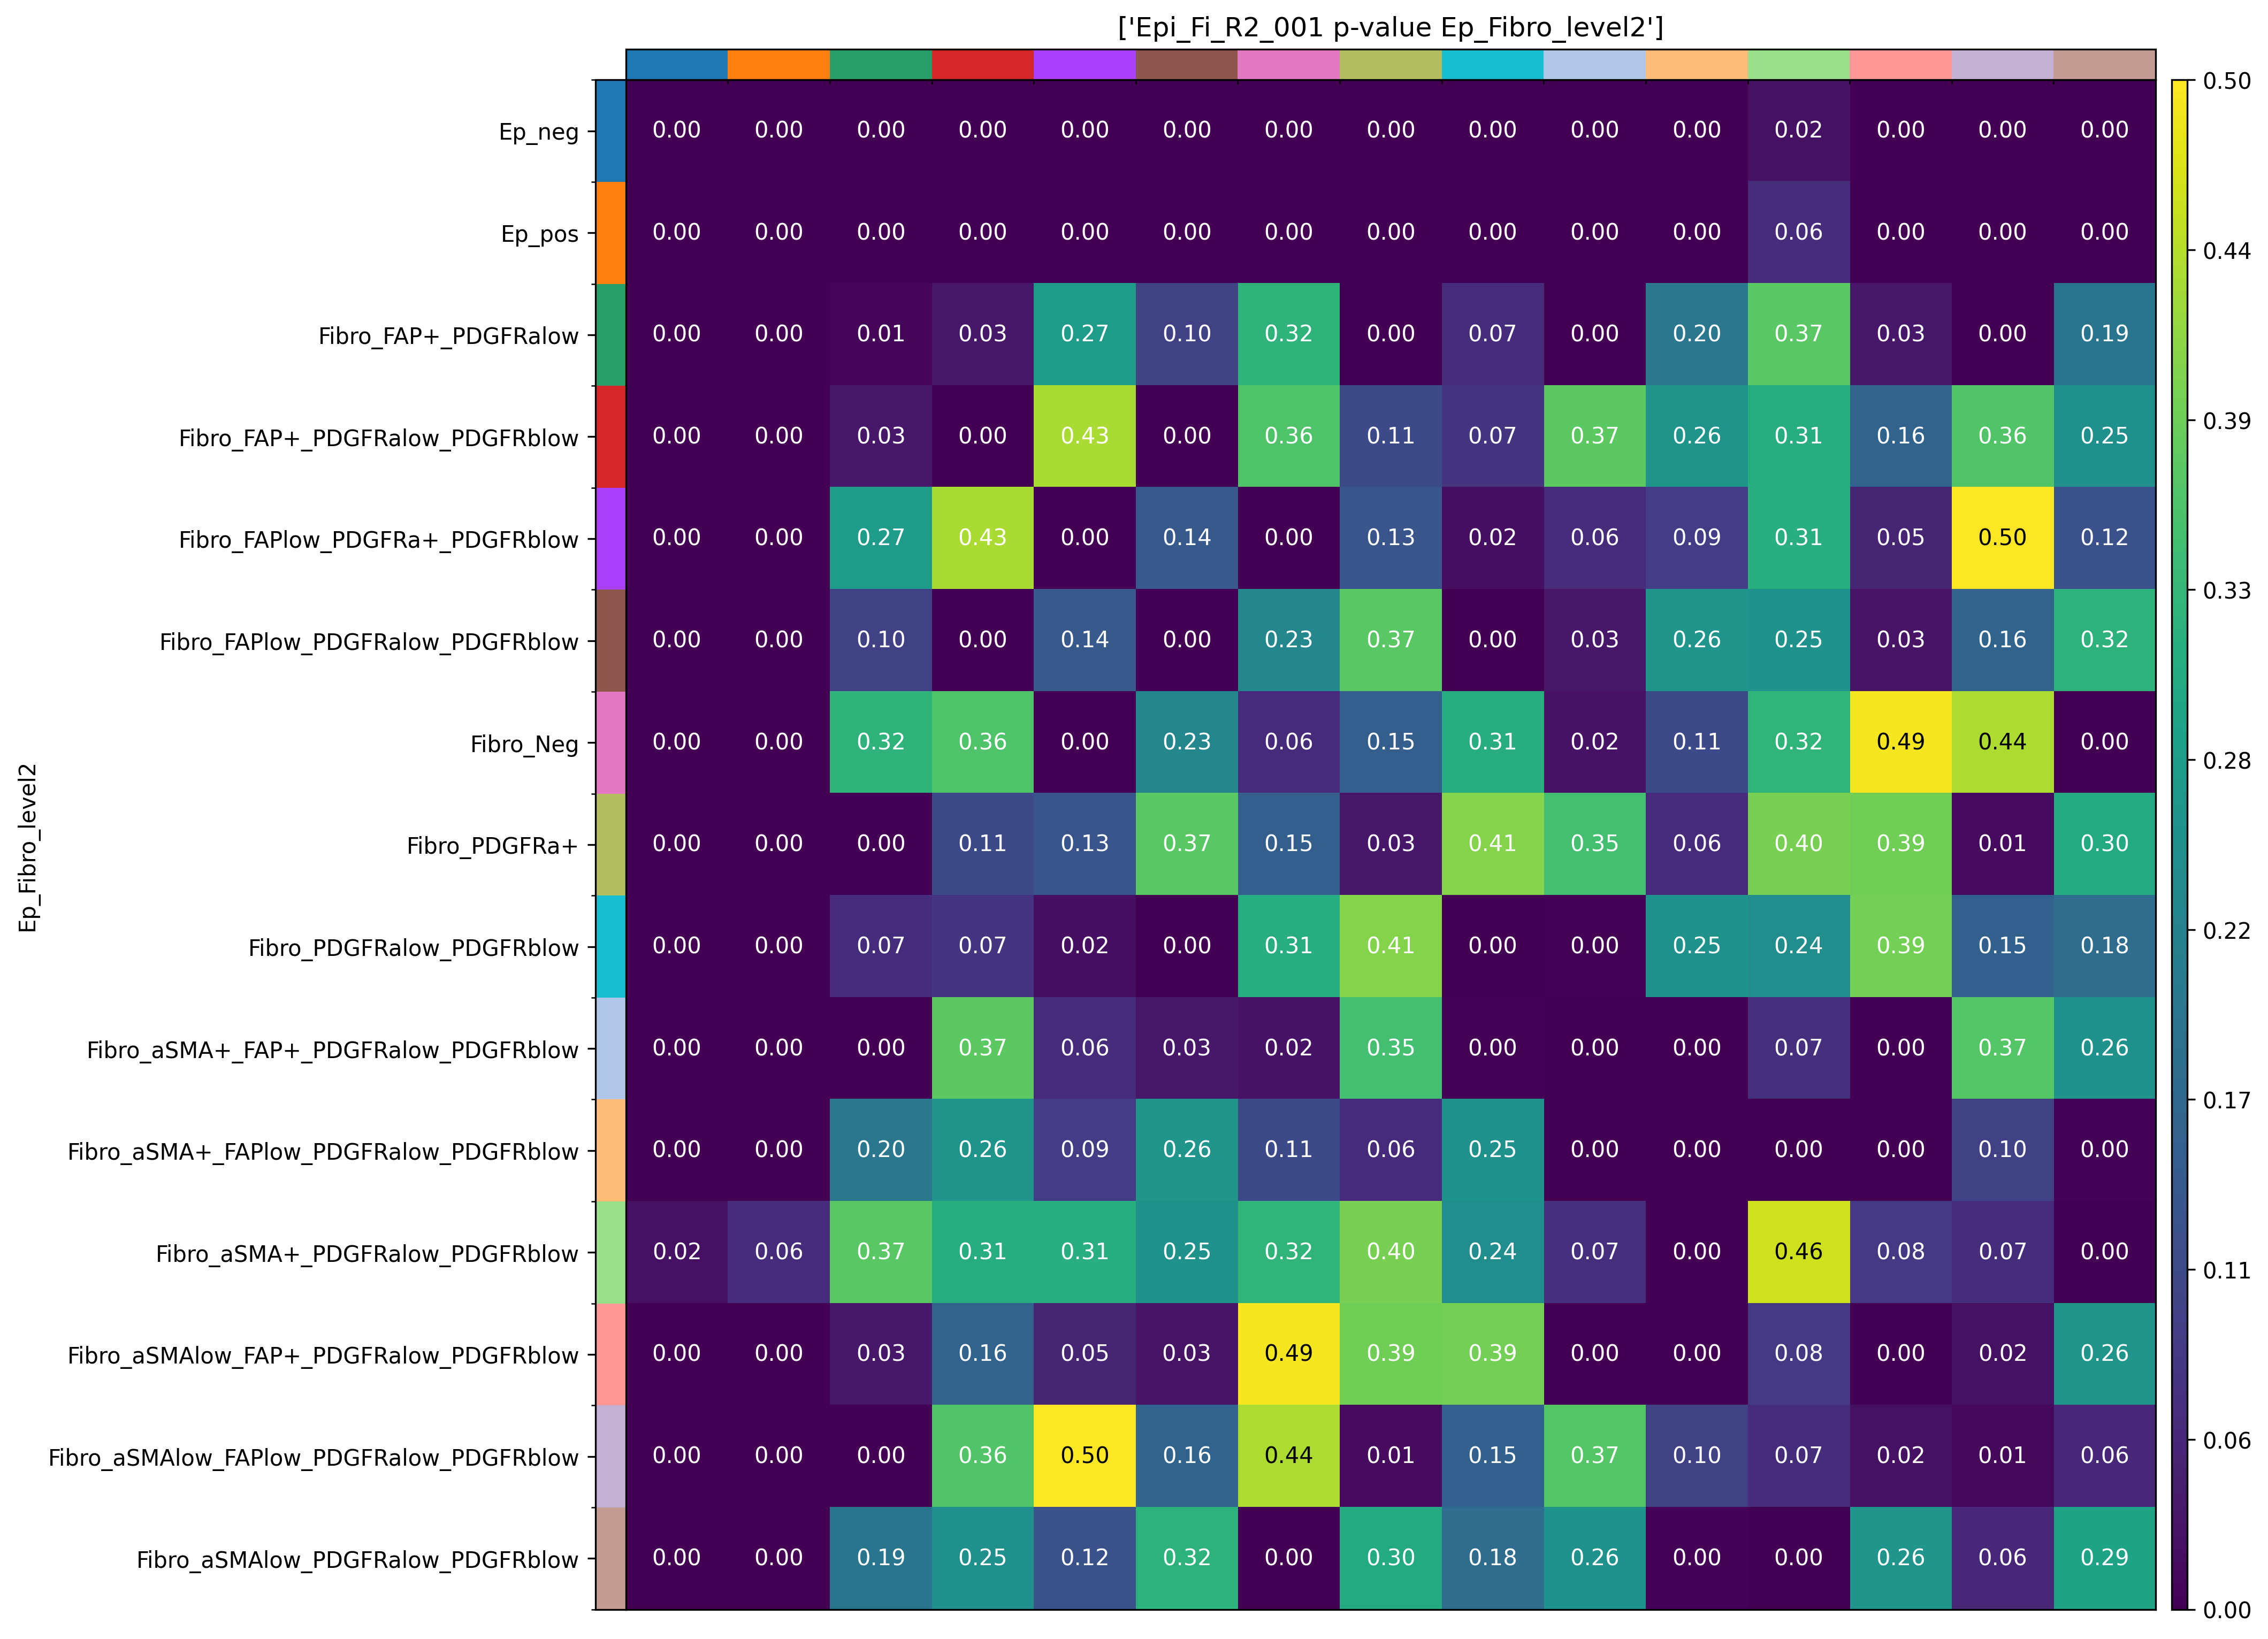 ['Epi_Fi_R2_001 p-value Ep_Fibro_level2']
Ep_Fibro_level2
Ep_neg 0.00 0.00 0.00 0.00 0.00 0.00 0.00 0.00 0.00 0.00 0.00 0.02 0.00 0.00 0.00
Ep_pos 0.00 0.00 0.00 0.00 0.00 0.00 0.00 0.00 0.00 0.00 0.00 0.06 0.00 0.00 0.00
Fibro_FAP+_PDGFRalow 0.00 0.00 0.01 0.03 0.27 0.10 0.32 0.00 0.07 0.00 0.20 0.37 0.03 0.00 0.19
Fibro_FAP+_PDGFRalow_PDGFRblow 0.00 0.00 0.03 0.00 0.43 0.00 0.36 0.11 0.07 0.37 0.26 0.31 0.16 0.36 0.25
Fibro_FAPlow_PDGFRa+_PDGFRblow 0.00 0.00 0.27 0.43 0.00 0.14 0.00 0.13 0.02 0.06 0.09 0.31 0.05 0.50 0.12
Fibro_FAPlow_PDGFRalow_PDGFRblow 0.00 0.00 0.10 0.00 0.14 0.00 0.23 0.37 0.00 0.03 0.26 0.25 0.03 0.16 0.32
Fibro_Neg 0.00 0.00 0.32 0.36 0.00 0.23 0.06 0.15 0.31 0.02 0.11 0.32 0.49 0.44 0.00
Fibro_PDGFRa+ 0.00 0.00 0.00 0.11 0.13 0.37 0.15 0.03 0.41 0.35 0.06 0.40 0.39 0.01 0.30
Fibro_PDGFRalow_PDGFRblow 0.00 0.00 0.07 0.07 0.02 0.00 0.31 0.41 0.00 0.00 0.25 0.24 0.39 0.15 0.18
Fibro_aSMA+_FAP+_PDGFRalow_PDGFRblow 0.00 0.00 0.00 0.37 0.06 0.03 0.02 0.35 0.00 0.00 0.00 0.07 0.00 0.37 0.26
Fibro_aSMA+_FAPlow_PDGFRalow_PDGFRblow 0.00 0.00 0.20 0.26 0.09 0.26 0.11 0.06 0.25 0.00 0.00 0.00 0.00 0.10 0.00
Fibro_aSMA+_PDGFRalow_PDGFRblow 0.02 0.06 0.37 0.31 0.31 0.25 0.32 0.40 0.24 0.07 0.00 0.46 0.08 0.07 0.00
Fibro_aSMAlow_FAP+_PDGFRalow_PDGFRblow 0.00 0.00 0.03 0.16 0.05 0.03 0.49 0.39 0.39 0.00 0.00 0.08 0.00 0.02 0.26
Fibro_aSMAlow_FAPlow_PDGFRalow_PDGFRblow 0.00 0.00 0.00 0.36 0.50 0.16 0.44 0.01 0.15 0.37 0.10 0.07 0.02 0.01 0.06
Fibro_aSMAlow_PDGFRalow_PDGFRblow 0.00 0.00 0.19 0.25 0.12 0.32 0.00 0.30 0.18 0.26 0.00 0.00 0.26 0.06 0.29
0.50
0.44
0.39
0.33
0.28
0.22
0.17
0.11
0.06
0.00